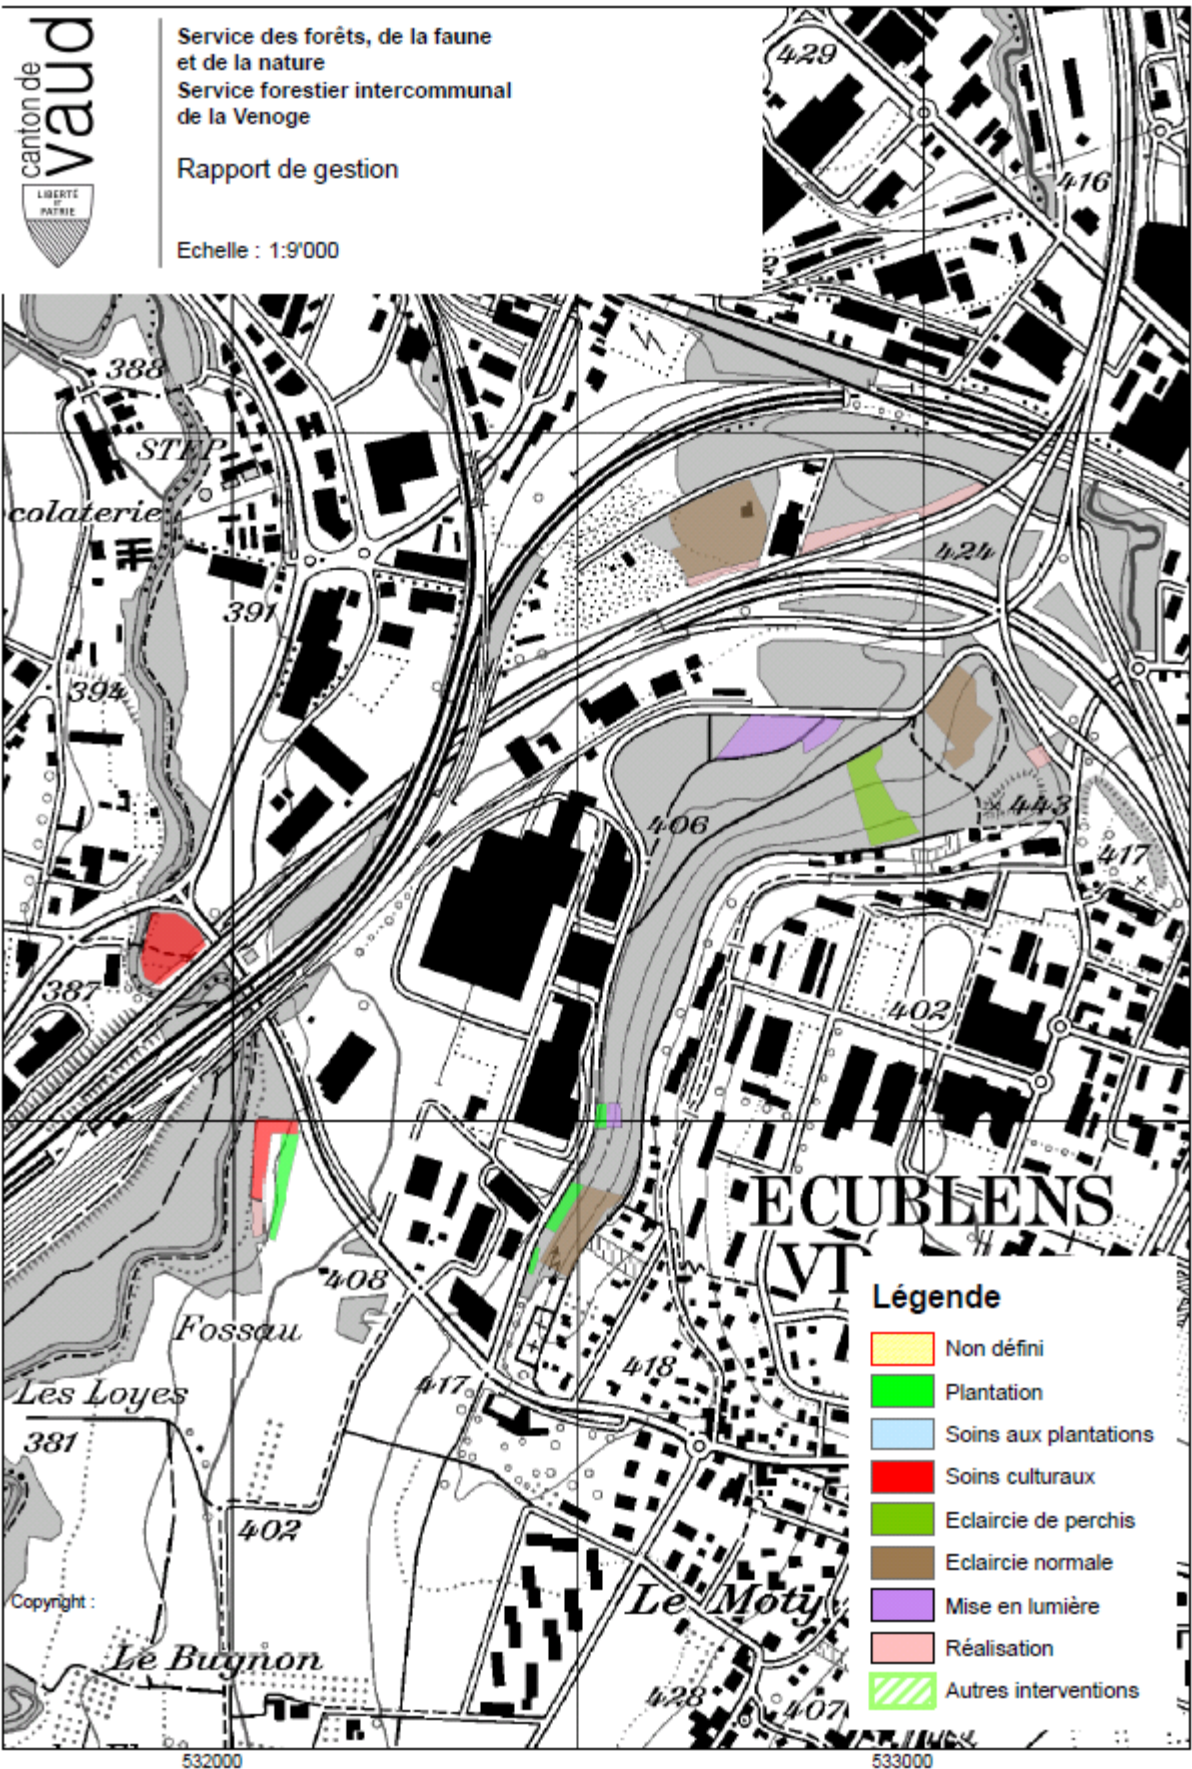 canton de
vaud
LIBERTÉ
ET
PATRIE
Service des forêts, de la faune
et de la nature
Service forestier intercommunal
de la Venoge
Rapport de gestion
Echelle : 1:9'000
429
416
2
388
STEP
colaterie
424
391
394
406
443
417
387
402
ECUBLENS
VD
408
Fossau
418
417
Les Loyes
381
402
Copyright :
Le Moty
Le Bugnon
428
407
Légende
Non défini
Plantation
Soins aux plantations
Soins culturaux
Eclaircie de perchis
Eclaircie normale
Mise en lumière
Réalisation
Autres interventions
532000
533000